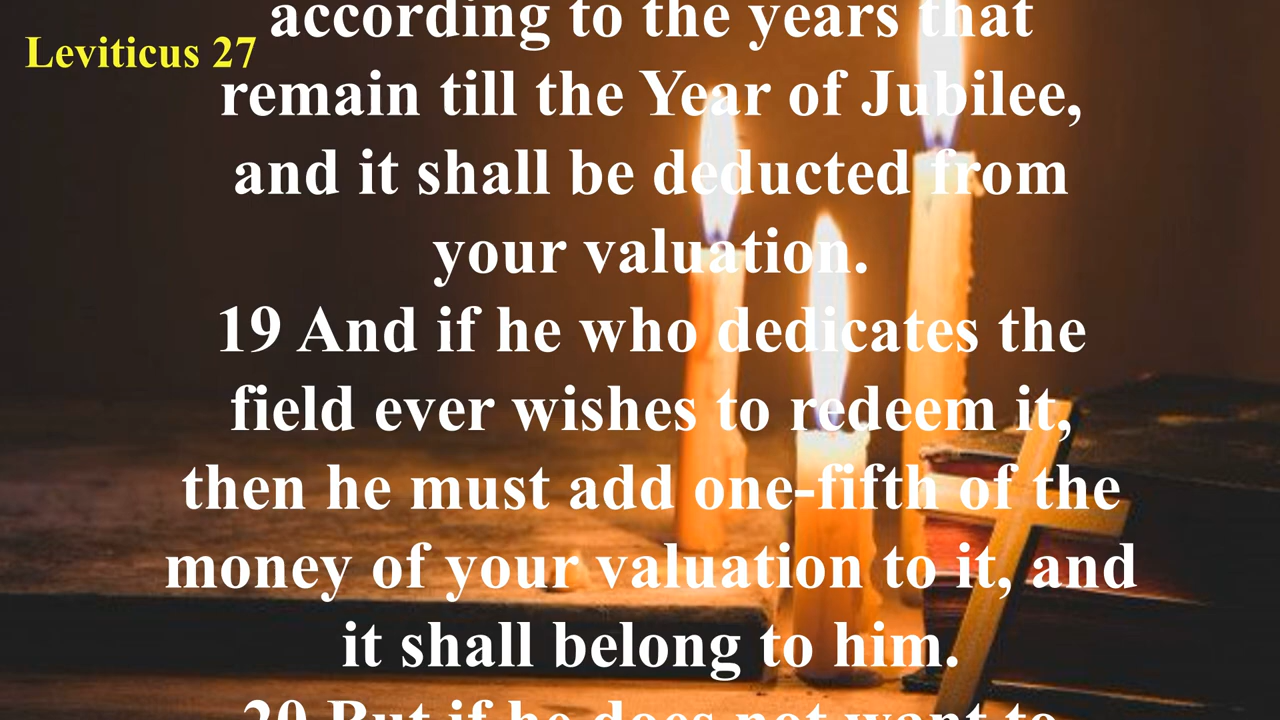 Leviticus 27
according to the years that
remain till the Year of Jubilee,
and it shall be deducted from
your valuation.
19 And if he who dedicates the
field ever wishes to redeem it,
then he must add one-fifth of the
money of your valuation to it, and
it shall belong to him.
20 But if he does not want to